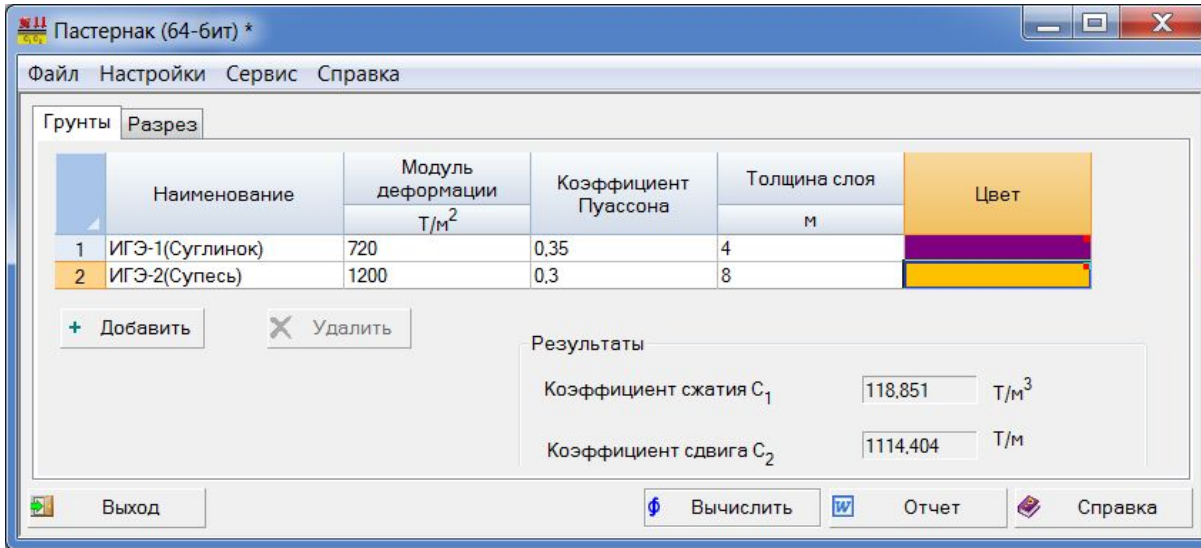 Пастернак (64-бит) *
Файл Настройки Сервис Справка
Грунты Разрез
Наименование Модуль деформации Коэффициент Пуассона Толщина слоя Цвет
Т/м² м
1 ИГЭ-1(Суглинок) 720 0,35 4
2 ИГЭ-2(Супесь) 1200 0,3 8
+ Добавить Удалить
Результаты
Коэффициент сжатия C₁ 118,851 Т/м³
Коэффициент сдвига C₂ 1114,404 Т/м
Выход Вычислить W Отчет Справка